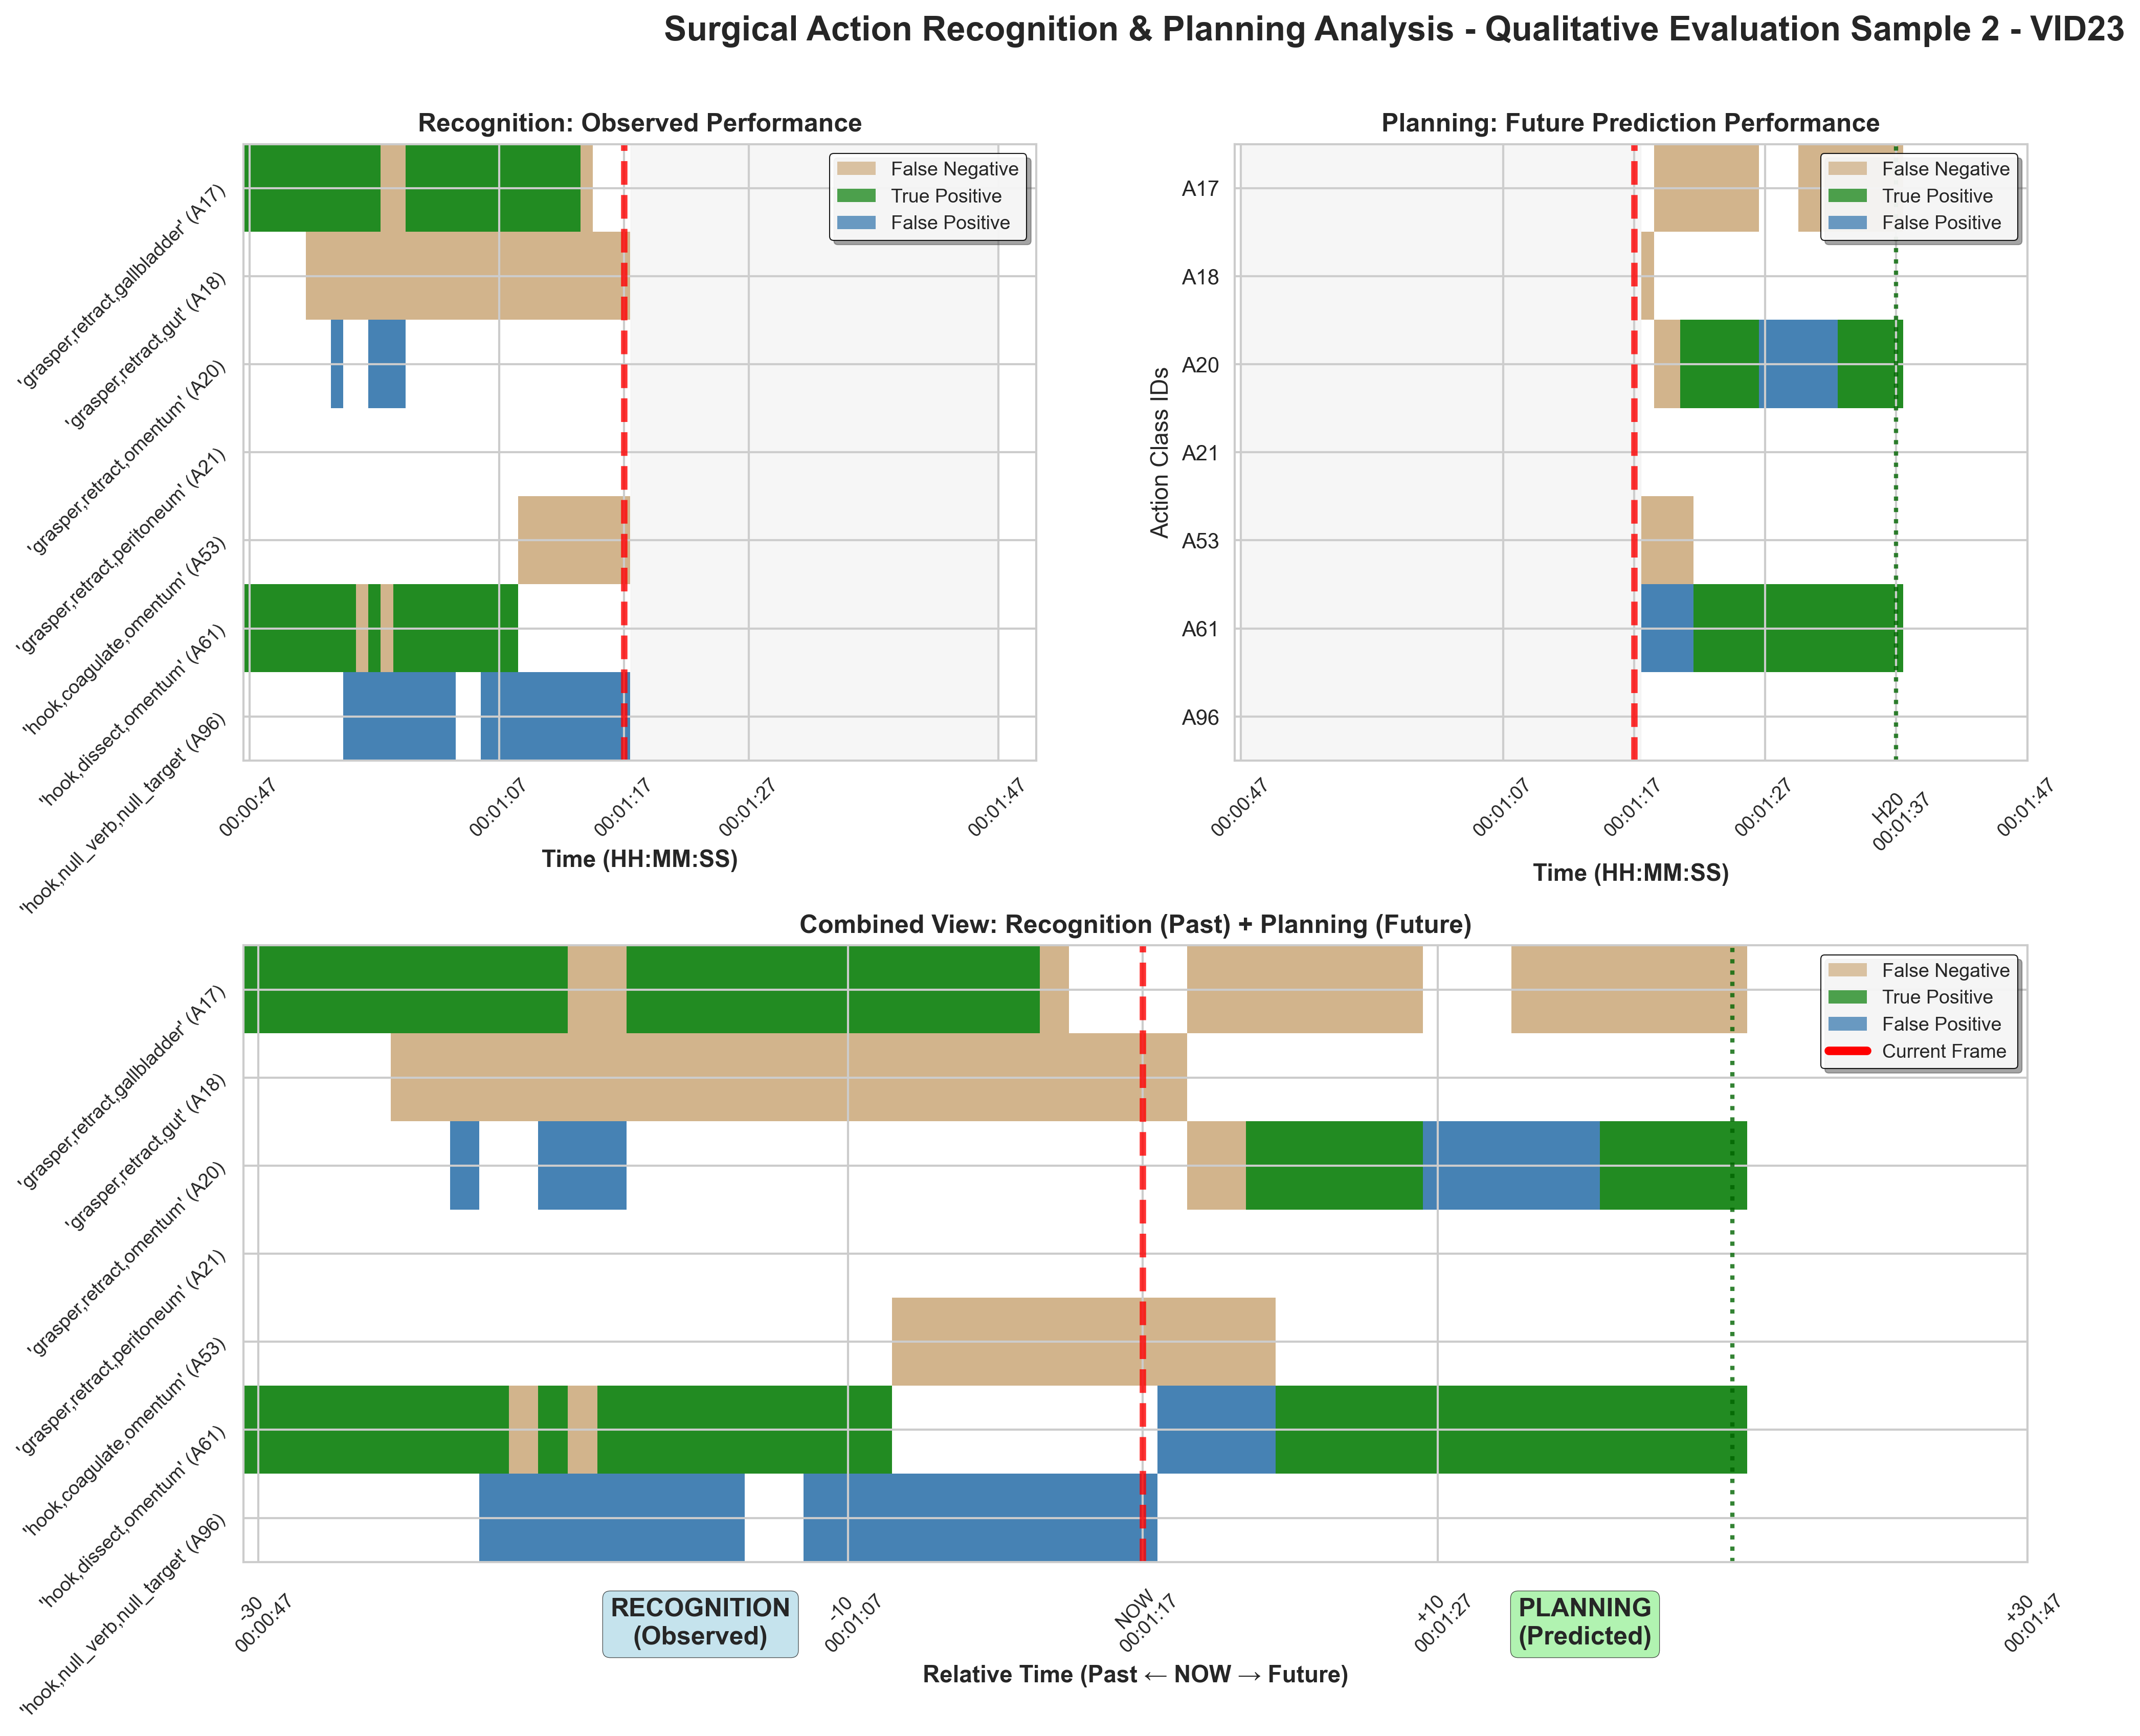 Surgical Action Recognition & Planning Analysis - Qualitative Evaluation Sample 2 - VID23
Recognition: Observed Performance
False Negative
True Positive
False Positive
'grasper,retract,gallbladder' (A17)
'grasper,retract,gut' (A18)
'grasper,retract,omentum' (A20)
'grasper,retract,peritoneum' (A21)
'hook,coagulate,omentum' (A53)
'hook,dissect,omentum' (A61)
'hook,null_verb,null_target' (A96)
00:00:47
00:01:07
00:01:17
00:01:27
00:01:47
Time (HH:MM:SS)
Planning: Future Prediction Performance
False Negative
True Positive
False Positive
Action Class IDs
A17
A18
A20
A21
A53
A61
A96
00:00:47
00:01:07
00:01:17
00:01:27
H20
00:01:37
00:01:47
Time (HH:MM:SS)
Combined View: Recognition (Past) + Planning (Future)
False Negative
True Positive
False Positive
Current Frame
'grasper,retract,gallbladder' (A17)
'grasper,retract,gut' (A18)
'grasper,retract,omentum' (A20)
'grasper,retract,peritoneum' (A21)
'hook,coagulate,omentum' (A53)
'hook,dissect,omentum' (A61)
'hook,null_verb,null_target' (A96)
-30
00:00:47
RECOGNITION
(Observed)
-10
00:01:07
NOW
00:01:17
+10
00:01:27
PLANNING
(Predicted)
+30
00:01:47
Relative Time (Past ← NOW → Future)